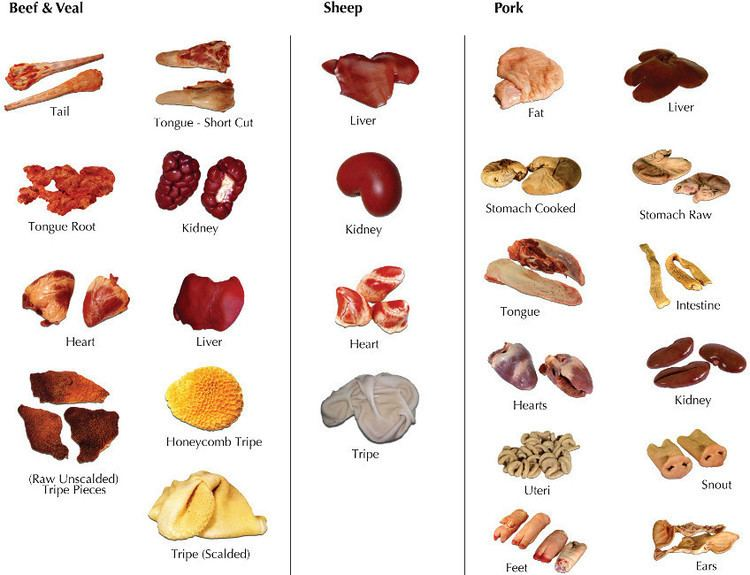 Beef & Veal
Tail
Tongue - Short Cut
Tongue Root
Kidney
Heart
Liver
(Raw Unscalded)
Tripe Pieces
Honeycomb Tripe
Tripe (Scalded)
Sheep
Liver
Kidney
Heart
Tripe
Pork
Fat
Liver
Stomach Cooked
Stomach Raw
Tongue
Intestine
Hearts
Kidney
Uteri
Snout
Feet
Ears